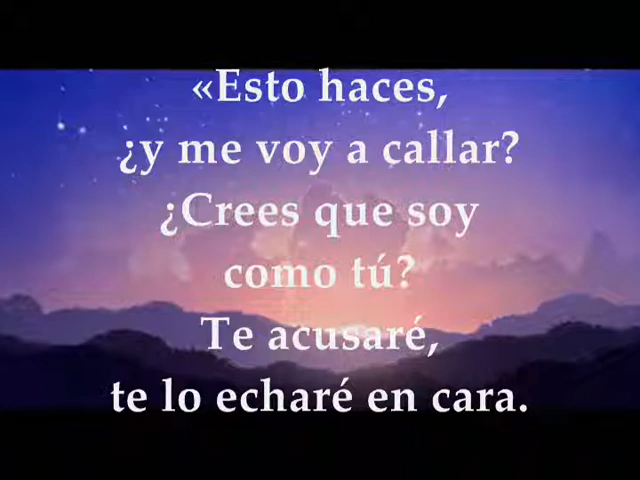 «Esto haces,
¿y me voy a callar?
¿Crees que soy
como tú?
Te acusaré,
te lo echaré en cara.